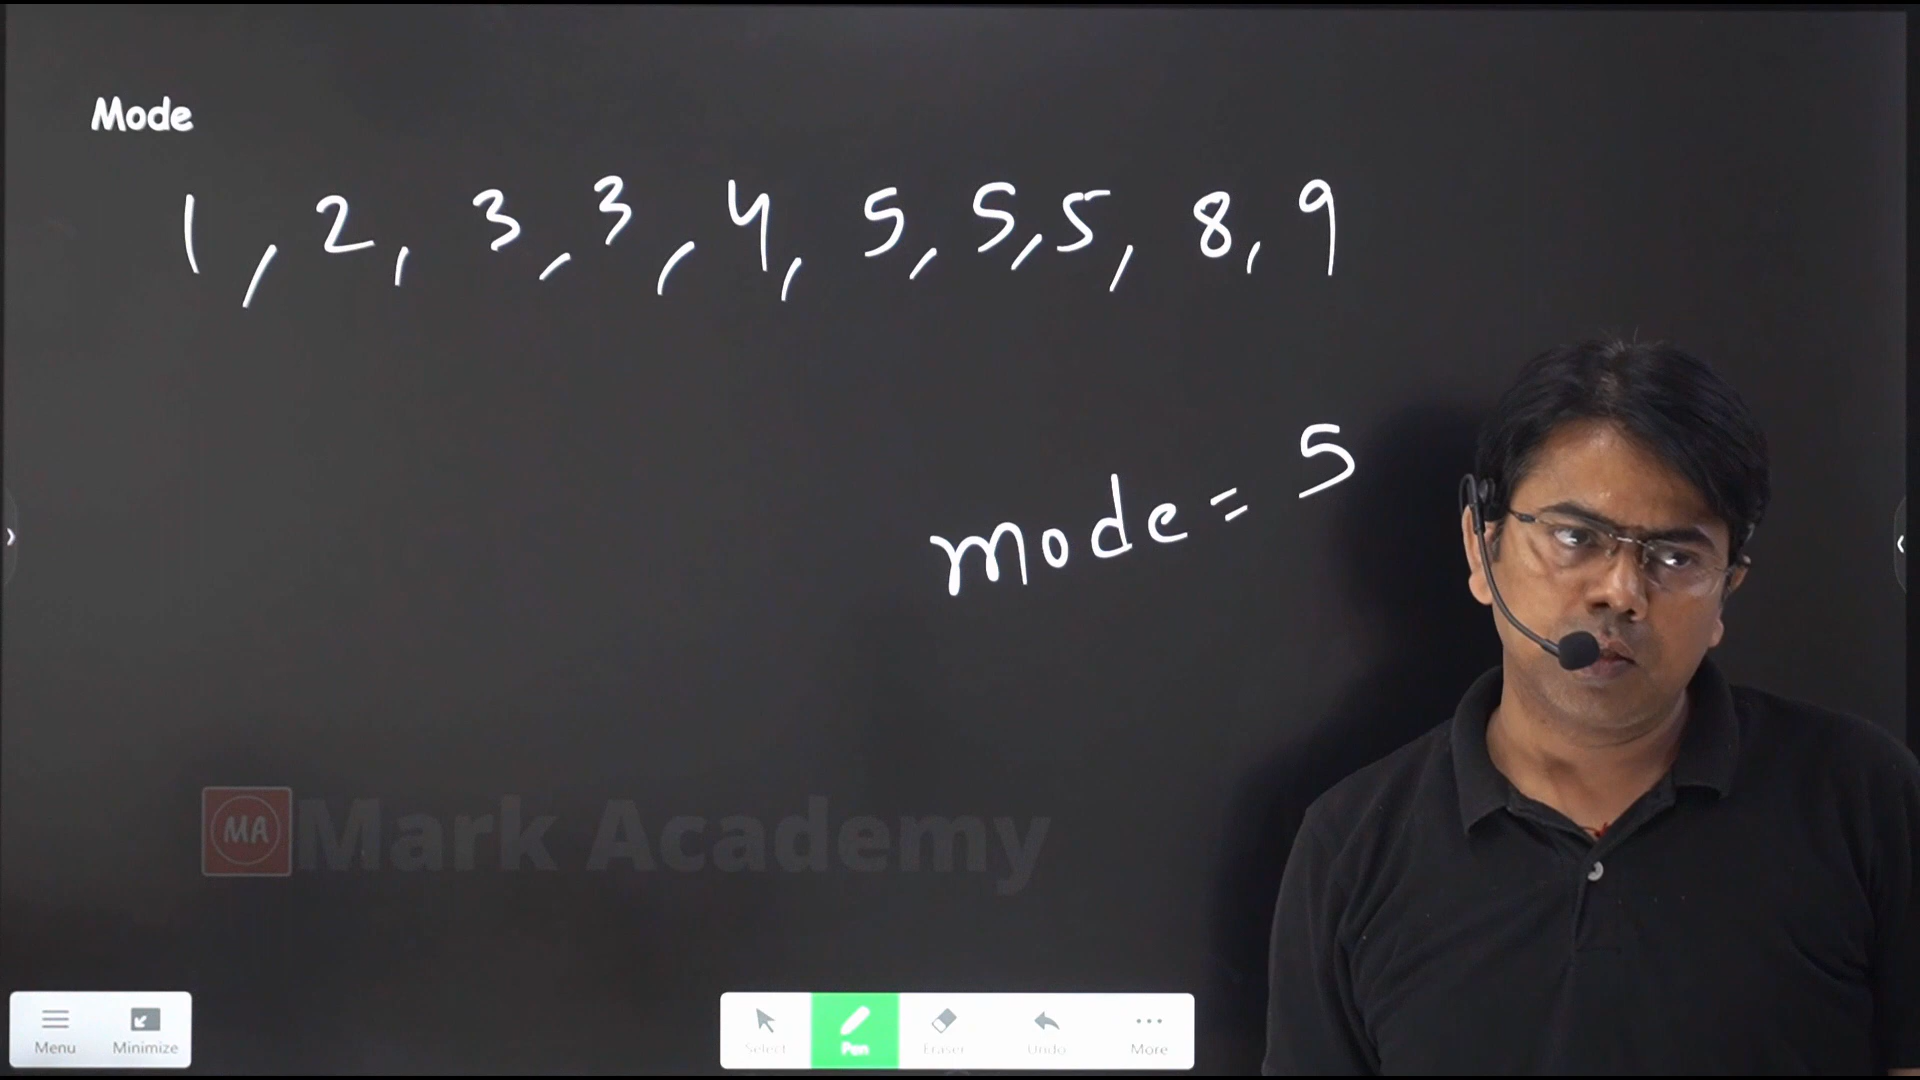 Mode
1, 2, 3, 3, 4, 5, 5, 5, 8, 9
mode = 5
MA Mark Academy
Menu Minimize Select Pen Eraser Undo More